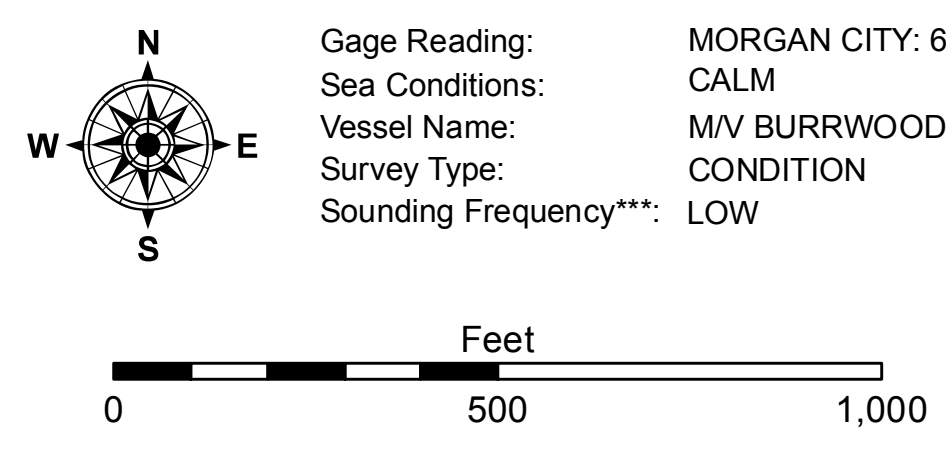 N
W E
S
Gage Reading: MORGAN CITY: 6
Sea Conditions: CALM
Vessel Name: M/V BURRWOOD
Survey Type: CONDITION
Sounding Frequency***: LOW
Feet
0 500 1,000